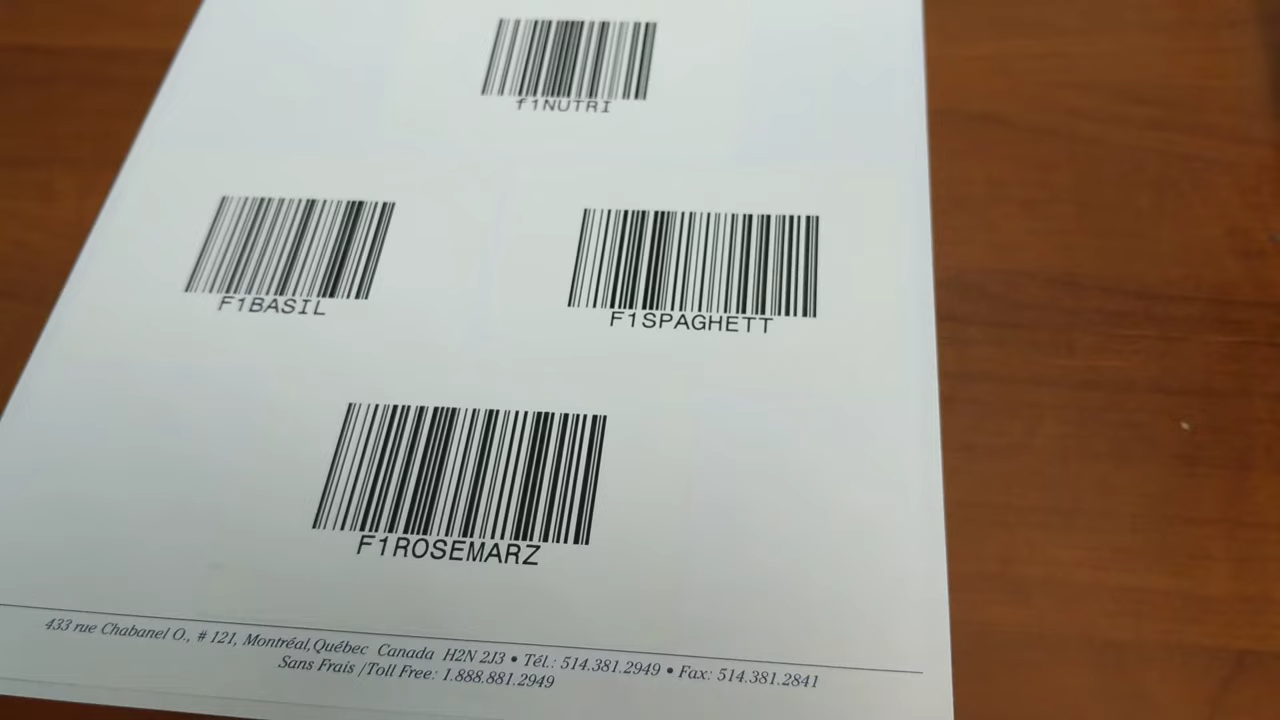 f1NUTRI
F1BASIL
F1SPAGHETT
F1ROSEMARZ
433 rue Chabanel O., # 121, Montréal, Québec Canada H2N 2J3 • Tél.: 514.381.2949 • Fax: 514.381.2841
Sans Frais /Toll Free: 1.888.881.2949